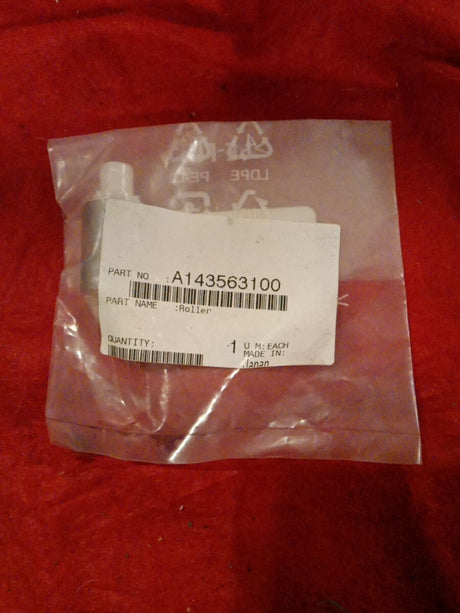 LDPE
PART NO. :A143563100
PART NAME :Roller
QUANTITY: 1 U M:EACH
MADE IN:
Japan